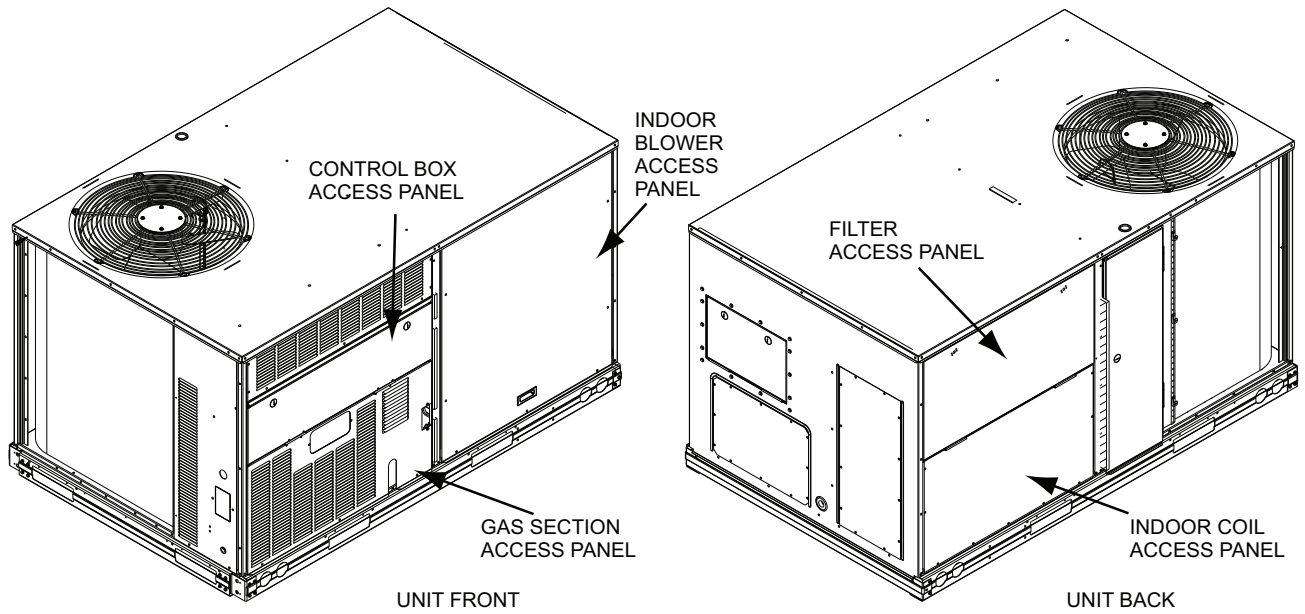 INDOOR
BLOWER
ACCESS
PANEL
CONTROL BOX
ACCESS PANEL
GAS SECTION
ACCESS PANEL
UNIT FRONT
FILTER
ACCESS PANEL
INDOOR COIL
ACCESS PANEL
UNIT BACK